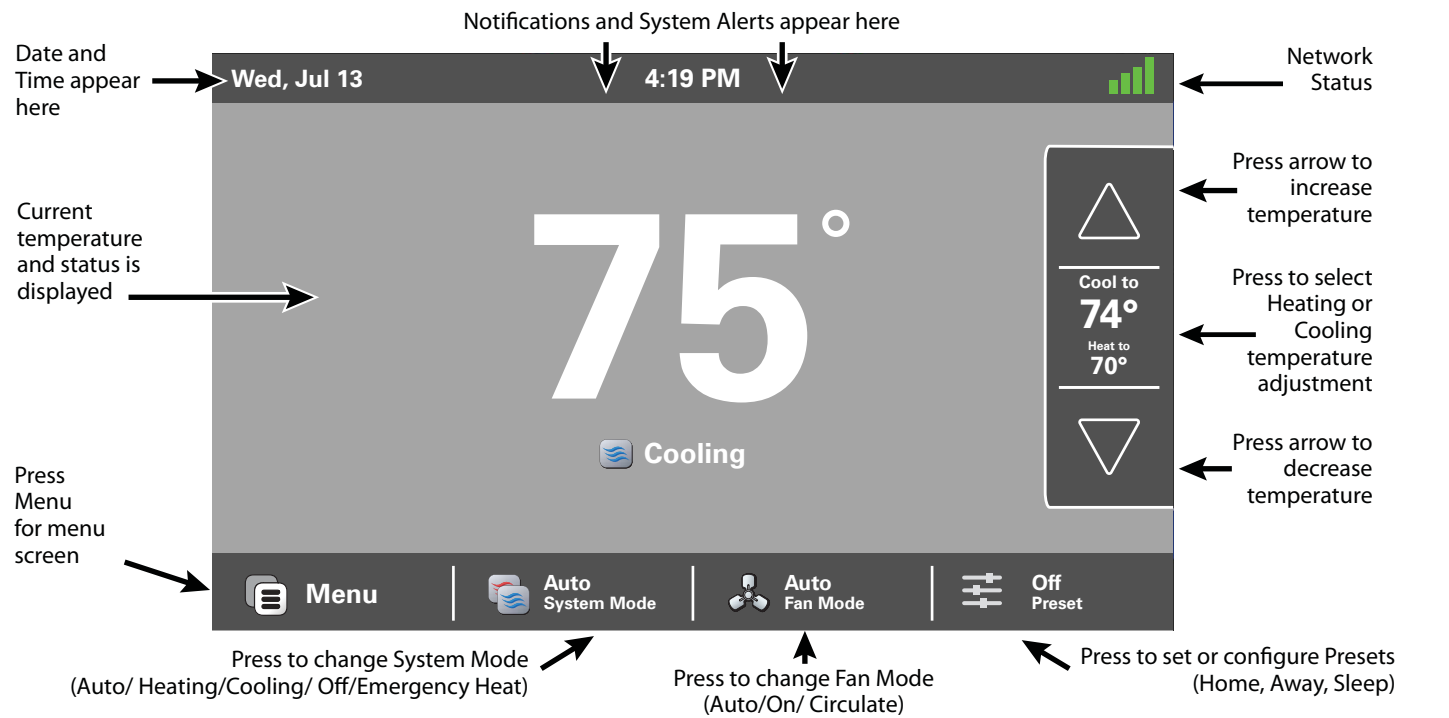 Notifications and System Alerts appear here
Date and
Time appear
here
Wed, Jul 13
4:19 PM
Network
Status
Press arrow to
increase
temperature
Current
temperature
and status is
displayed
75°
Cool to
74°
Heat to
70°
Press to select
Heating or
Cooling
temperature
adjustment
Cooling
Press arrow to
decrease
temperature
Press
Menu
for menu
screen
Menu
Auto
System Mode
Auto
Fan Mode
Off
Preset
Press to change System Mode
(Auto/ Heating/Cooling/ Off/Emergency Heat)
Press to change Fan Mode
(Auto/On/ Circulate)
Press to set or configure Presets
(Home, Away, Sleep)